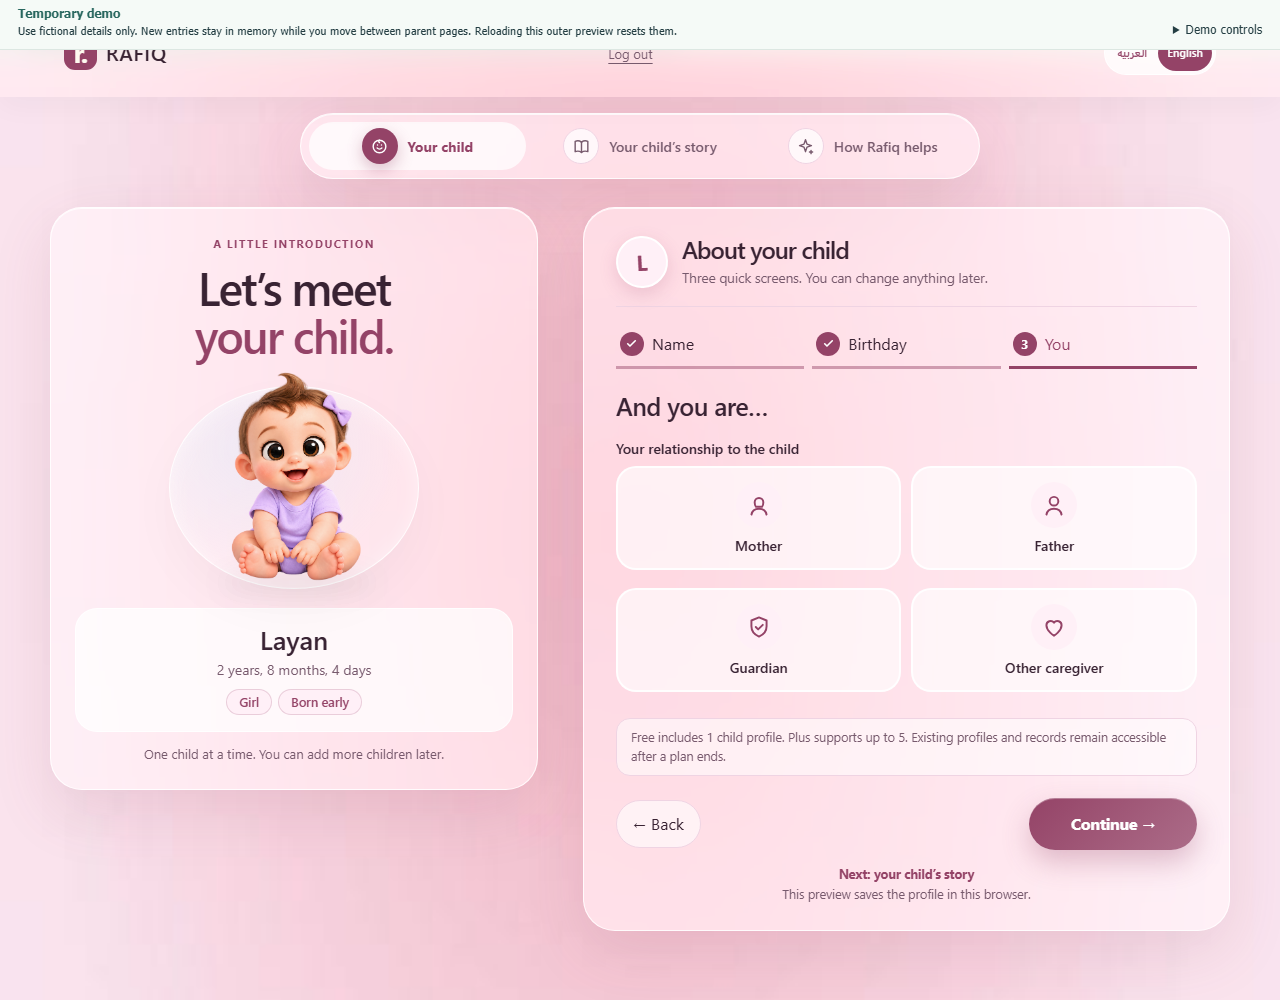 Temporary demo
Use fictional details only. New entries stay in memory while you move between parent pages. Reloading this outer preview resets them.
▶ Demo controls
r.
RAFIQ
Log out
العربية
English
Your child
Your child's story
How Rafiq helps
A LITTLE INTRODUCTION
Let's meet
your child.
Layan
2 years, 8 months, 4 days
Girl
Born early
One child at a time. You can add more children later.
L
About your child
Three quick screens. You can change anything later.
Name
Birthday
3 You
And you are...
Your relationship to the child
Mother
Father
Guardian
Other caregiver
Free includes 1 child profile. Plus supports up to 5. Existing profiles and records remain accessible
after a plan ends.
← Back
Continue →
Next: your child's story
This preview saves the profile in this browser.